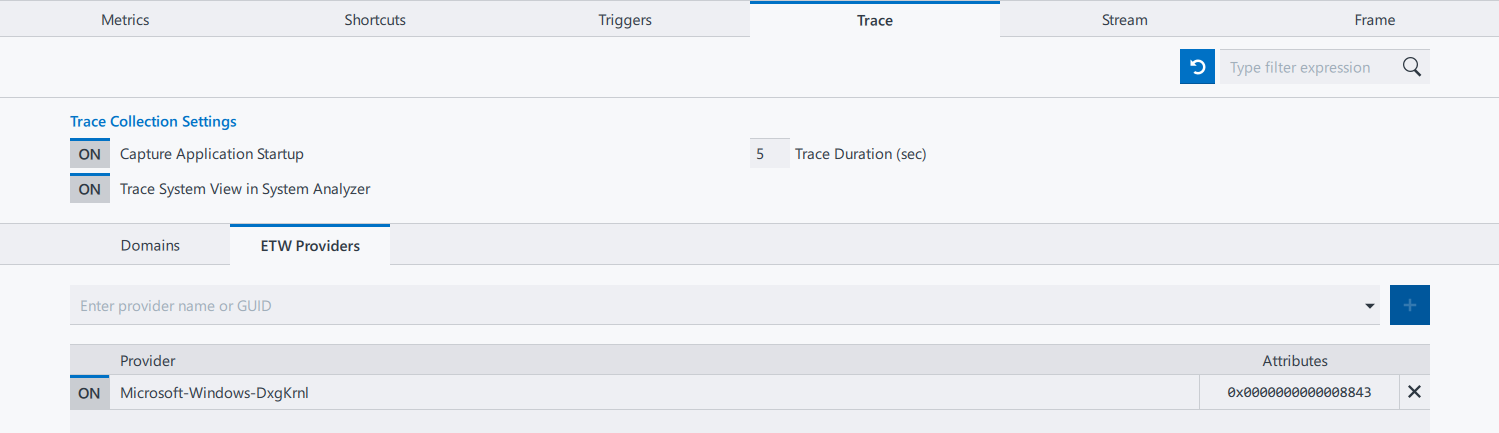 Metrics Shortcuts Triggers Trace Stream Frame
Type filter expression
Trace Collection Settings
ON Capture Application Startup 5 Trace Duration (sec)
ON Trace System View in System Analyzer
Domains ETW Providers
Enter provider name or GUID
Provider Attributes
ON Microsoft-Windows-DxgKrnl 0x0000000000008843